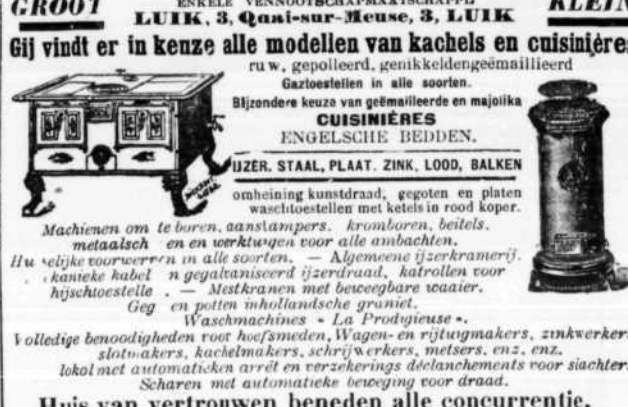 GROOT ENKELE VENNOOTSCHAPMAATSCHAPPIJ KLEIN
LUIK, 3, Quai-sur-Meuse, 3, LUIK
Gij vindt er in keuze alle modellen van kachels en cuisinières
ruw, gepolleerd, genikkeldengeëmaillieerd
Gaztoestellen in alle soorten.
Bijzondere keuze van geëmailleerde en majolika
CUISINIÈRES
ENGELSCHE BEDDEN.
IJZER, STAAL, PLAAT. ZINK, LOOD, BALKEN
omheining kunstdraad, gegoten en platen
waschtoestellen met ketels in rood koper.
Machienen om te boren, aanstampers. kromboren, beitels.
metaalsch en en werktuigen voor alle ambachten.
Hu elijke voorwerren in alle soorten. — Algemeene ijzerkramerij.
kanieke kabel n gegalvaniseerd ijzerdraad, katrollen voor
hijschtoestelle . — Mestkranen met beweegbare waaier.
Geg en potten inhollandsche graniet.
Waschmachines « La Prodigieuse ».
Volledige benoodigheden voor hoefsmeden, Wagen- en rijtuigmakers, zinkwerker
slotmakers, kachelmakers, schrijwerkers, metsers, enz, enz.
lokol met automatieken arrêt en verzekerings déclanchements voor slachter
Scharen met automatieke beweging voor draad.
Huis van vertrouwen beneden alle concurrentie.